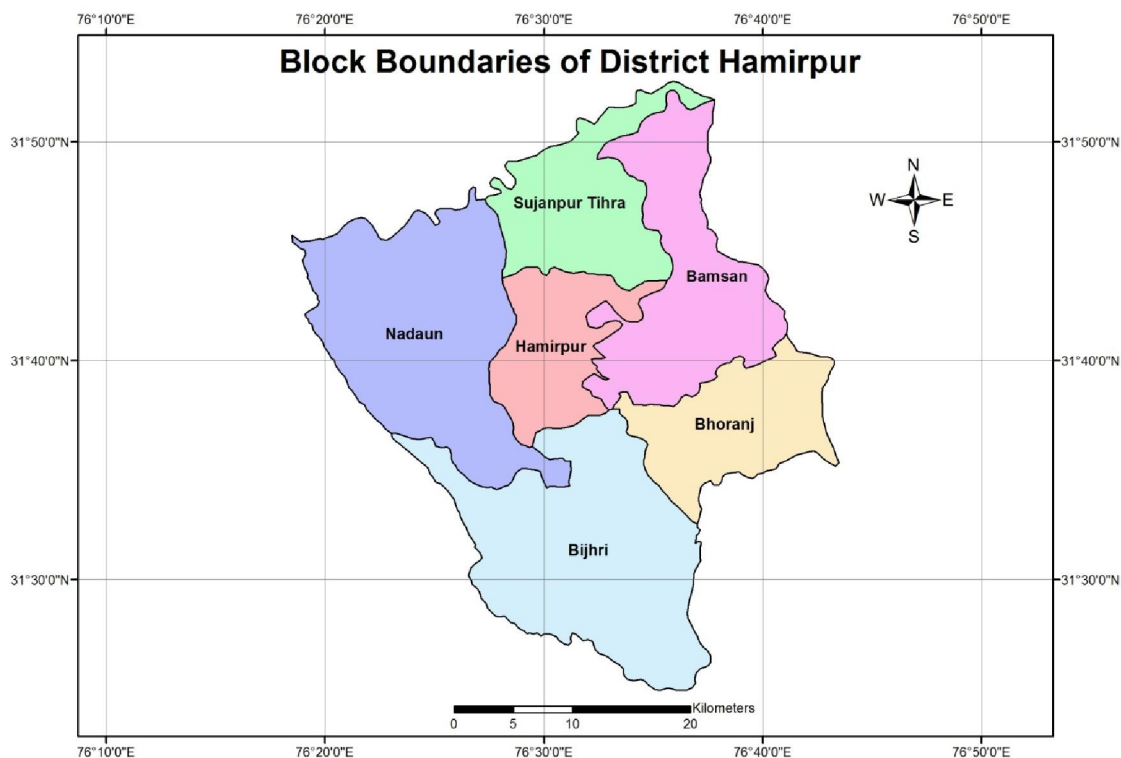 76°10'0"E 76°20'0"E 76°30'0"E 76°40'0"E 76°50'0"E
Block Boundaries of District Hamirpur
31°50'0"N 31°50'0"N
N
W E
S
Sujanpur Tihra
Bamsan
Nadaun
Hamirpur
31°40'0"N 31°40'0"N
Bhoranj
Bijhri
31°30'0"N 31°30'0"N
Kilometers
0 5 10 20
76°10'0"E 76°20'0"E 76°30'0"E 76°40'0"E 76°50'0"E